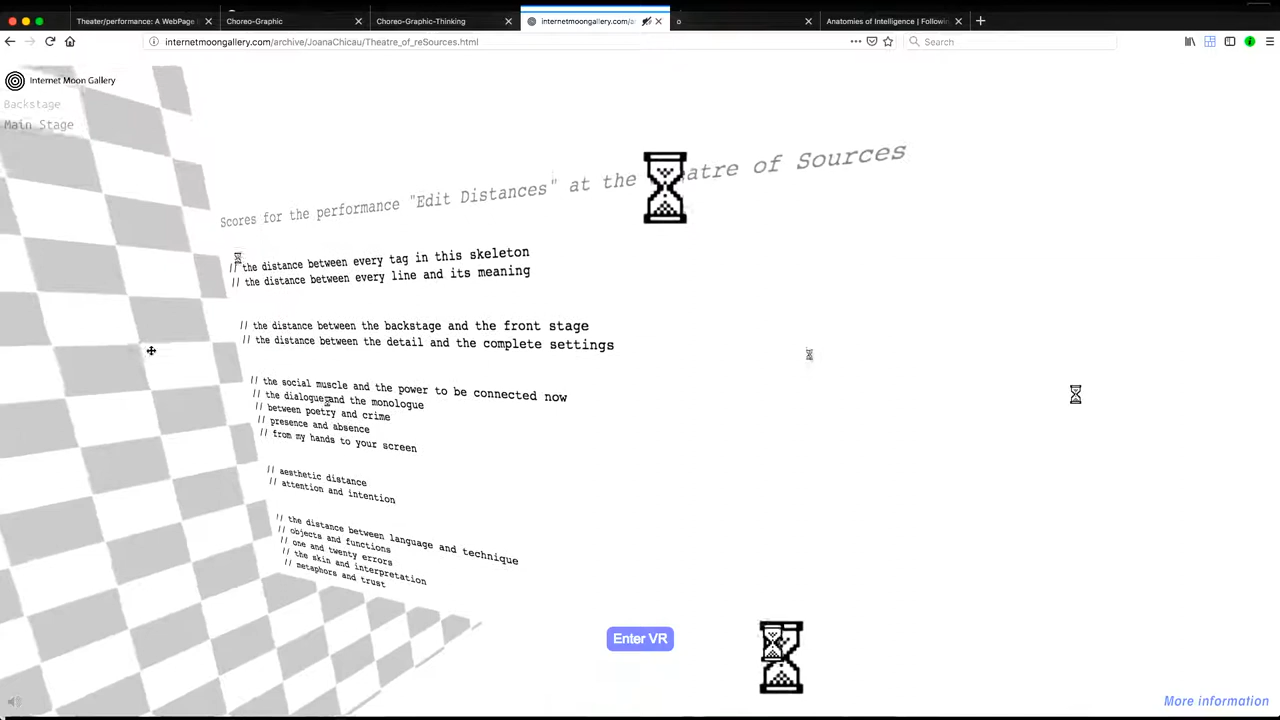 Theatre/performance: A WebPage
Choreo-Graphic
Choreo-Graphic-Thinking
internetmoongallery.com/a
o
Anatomies of Intelligence | Followin
internetmoongallery.com/archive/JoanaChicau/Theatre_of_reSources.html
Search
Internet Moon Gallery
Backstage
Main Stage
Scores for the performance "Edit Distances" at the eatre of Sources
// the distance between every tag in this skeleton
// the distance between every line and its meaning
// the distance between the backstage and the front stage
// the distance between the detail and the complete settings
// the social muscle and the power to be connected now
// the dialogue and the monologue
// between poetry and crime
// presence and absence
// from my hands to your screen
// aesthetic distance
// attention and intention
// the distance between language and technique
// objects and functions
// one and twenty errors
// the skin and interpretation
// metaphors and trust
Enter VR
More information